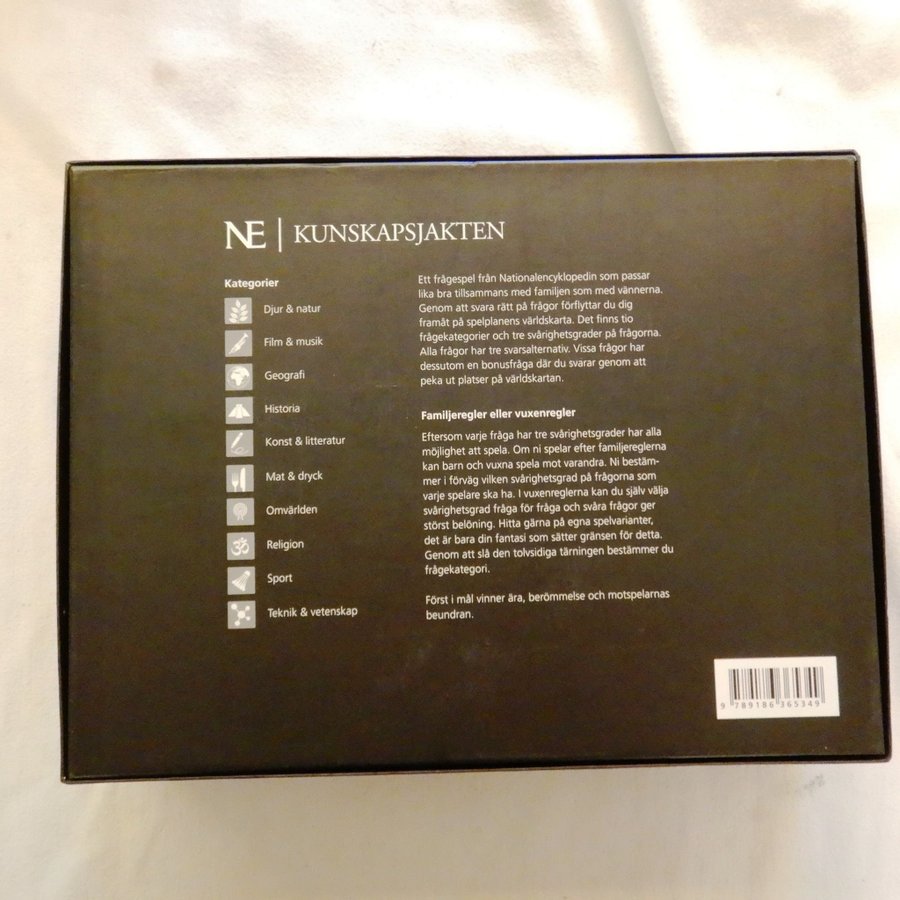 NE | KUNSKAPSJAKTEN
Kategorier
Djur & natur
Film & musik
Geografi
Historia
Konst & litteratur
Mat & dryck
Omvärlden
Religion
Sport
Teknik & vetenskap
Ett frågespel från Nationalencyklopedin som passar
lika bra tillsammans med familjen som med vännerna.
Genom att svara rätt på frågor förflyttar du dig
framåt på spelplanens världskarta. Det finns tio
frågekategorier och tre svårighetsgrader på frågorna.
Alla frågor har tre svarsalternativ. Vissa frågor har
dessutom en bonusfråga där du svarar genom att
peka ut platser på världskartan.
Familjeregler eller vuxenregler
Eftersom varje fråga har tre svårighetsgrader har alla
möjlighet att spela. Om ni spelar efter familjereglerna
kan barn och vuxna spela mot varandra. Ni bestäm-
mer i förväg vilken svårighetsgrad på frågorna som
varje spelare ska ha. I vuxenreglerna kan du själv välja
svårighetsgrad fråga för fråga och svåra frågor ger
störst belöning. Hitta gärna på egna spelvarianter,
det är bara din fantasi som sätter gränsen för detta.
Genom att slå den tolvsidiga tärningen bestämmer du
frågekategori.
Först i mål vinner ära, berömmelse och motspelarnas
beundran.
9 789186 365349